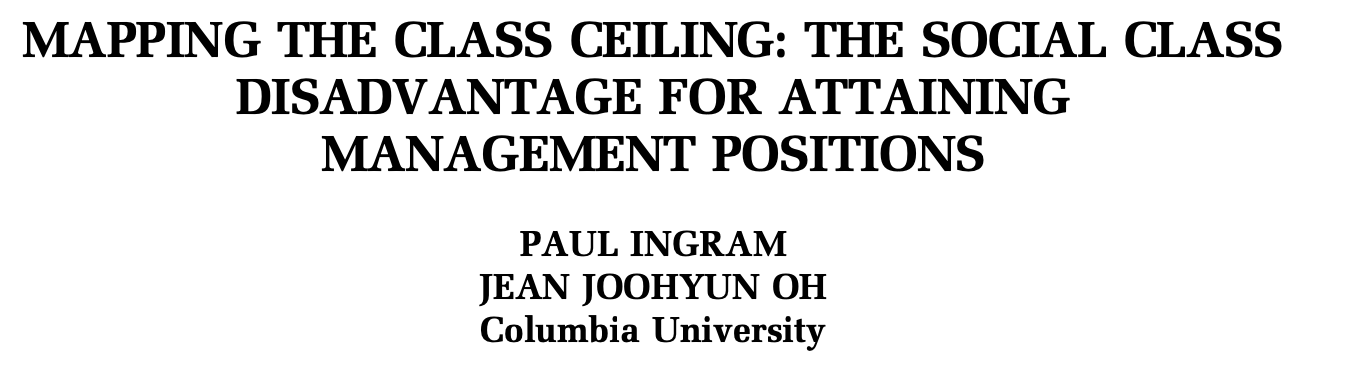 MAPPING THE CLASS CEILING: THE SOCIAL CLASS
DISADVANTAGE FOR ATTAINING
MANAGEMENT POSITIONS
PAUL INGRAM
JEAN JOOHYUN OH
Columbia University